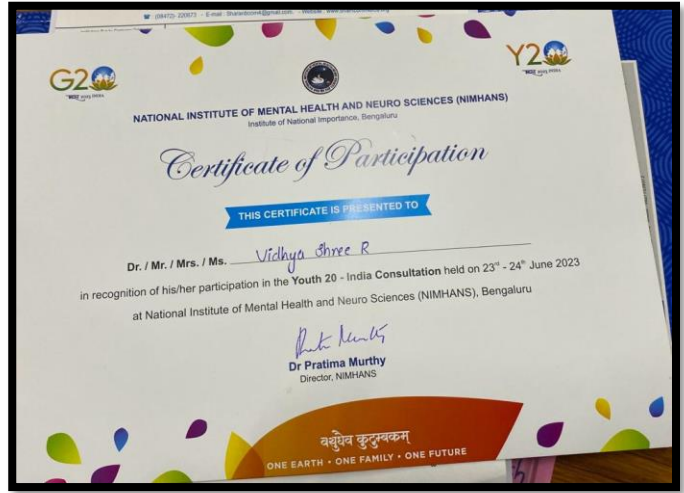 ☎ : (08472)- 220873 - E-mail :
G20
Y20
NATIONAL INSTITUTE OF MENTAL HEALTH AND NEURO SCIENCES (NIMHANS)
Institute of National Importance, Bengaluru
Certificate of Participation
THIS CERTIFICATE IS PRESENTED TO
Dr. / Mr. / Mrs. / Ms. Vidhya Shree R
in recognition of his/her participation in the Youth 20 - India Consultation held on 23rd - 24th June 2023
at National Institute of Mental Health and Neuro Sciences (NIMHANS), Bengaluru
Dr Pratima Murthy
Director, NIMHANS
वसुधैव कुटुम्बकम्
ONE EARTH • ONE FAMILY • ONE FUTURE